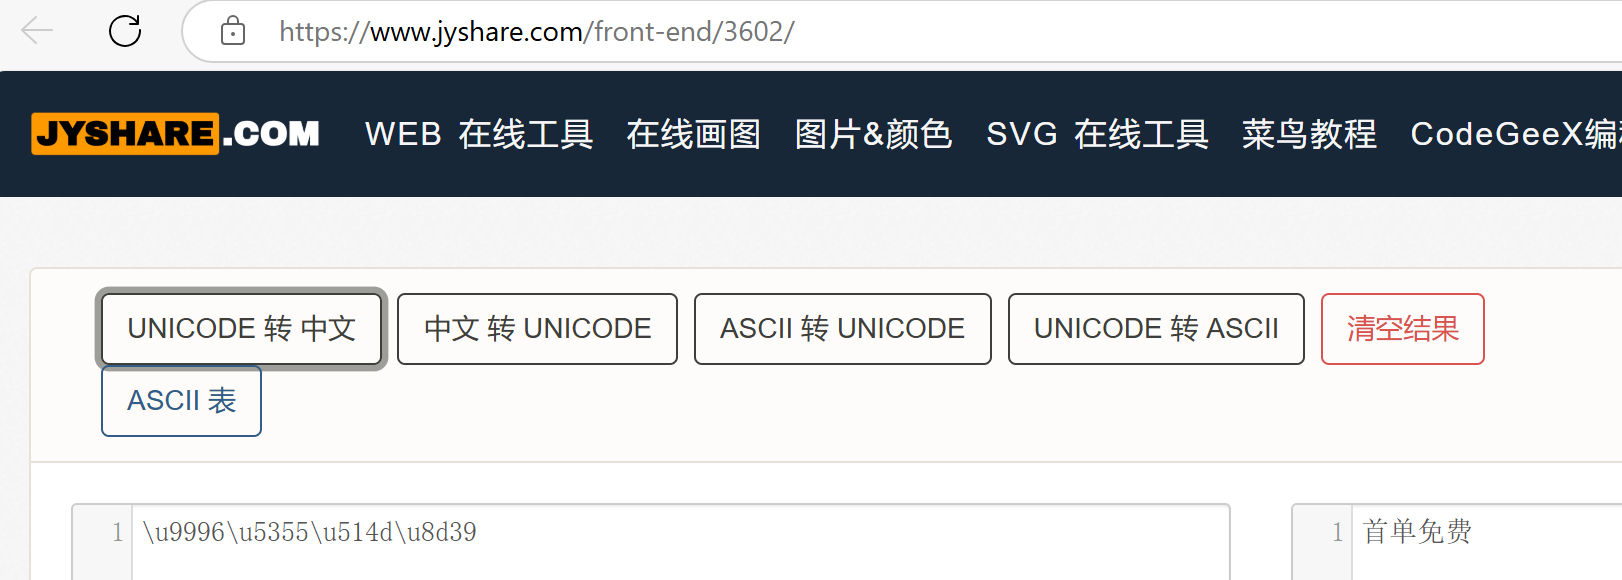 https://www.jyshare.com/front-end/3602/
JYSHARE.COM WEB 在线工具 在线画图 图片&颜色 SVG 在线工具 菜鸟教程 CodeGeeX编
UNICODE 转 中文 中文 转 UNICODE ASCII 转 UNICODE UNICODE 转 ASCII 清空结果
ASCII 表
1 \u9996\u5355\u514d\u8d39 1 首单免费